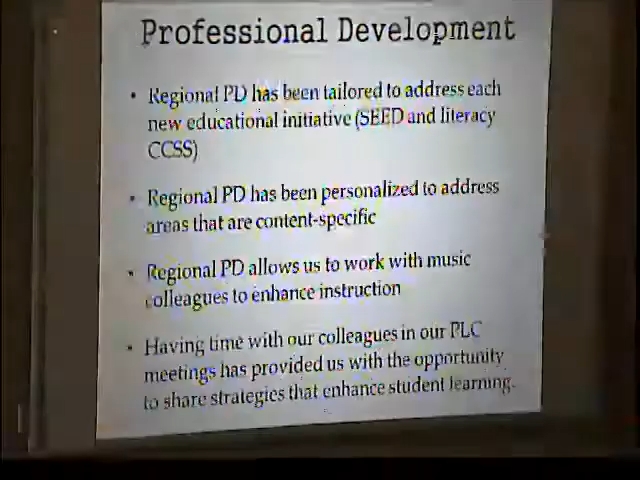 Professional Development
• Regional PD has been tailored to address each
new educational initiative (SEED and literacy
CCSS)
• Regional PD has been personalized to address
areas that are content-specific
• Regional PD allows us to work with music
colleagues to enhance instruction
• Having time with our colleagues in our PLC
meetings has provided us with the opportunity
to share strategies that enhance student learning.